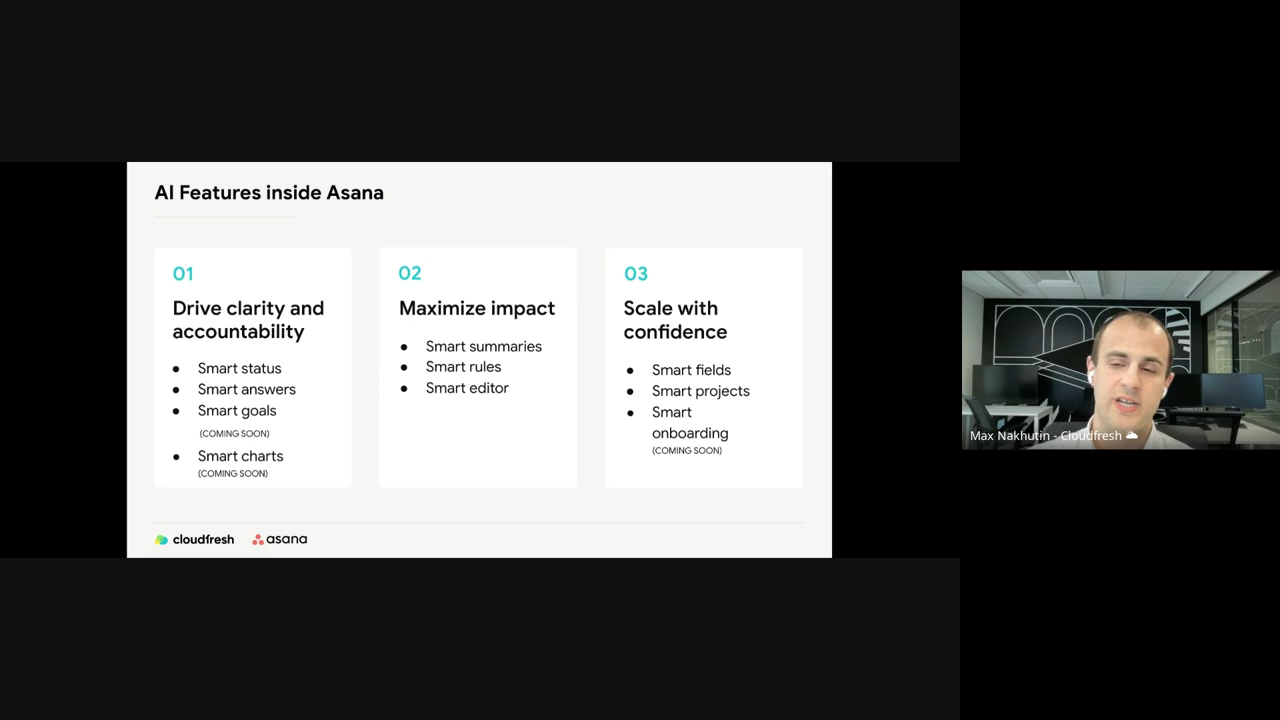 AI Features inside Asana
01
Drive clarity and
accountability
● Smart status
● Smart answers
● Smart goals
(COMING SOON)
● Smart charts
(COMING SOON)
02
Maximize impact
● Smart summaries
● Smart rules
● Smart editor
03
Scale with
confidence
● Smart fields
● Smart projects
● Smart
onboarding
(COMING SOON)
cloudfresh
asana
Max Nakhutin - Cloudfresh